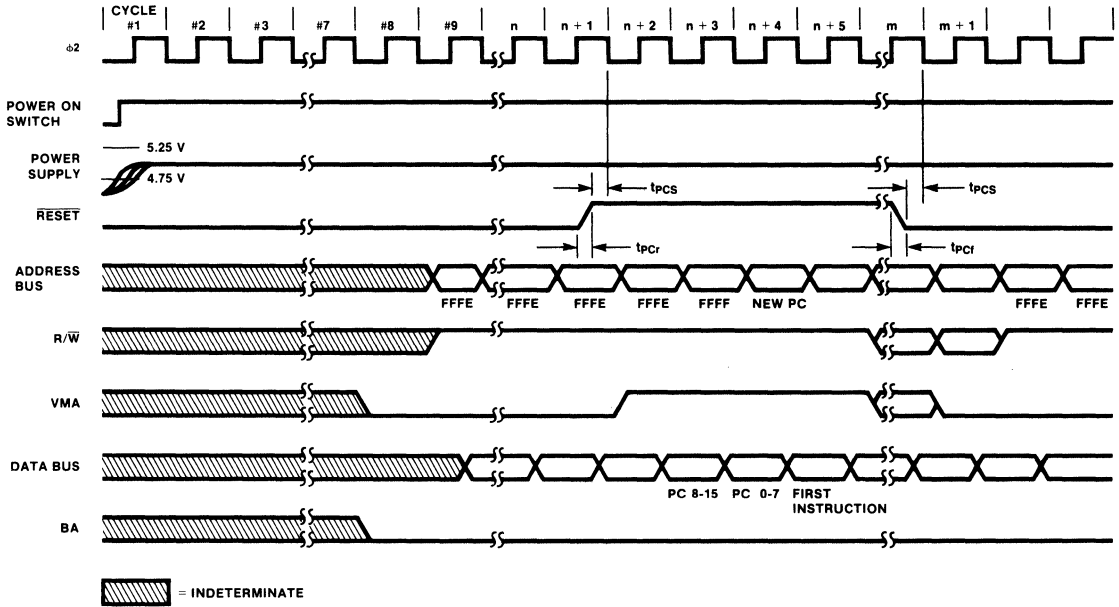 CYCLE
#1 #2 #3 #7 #8 #9 n n + 1 n + 2 n + 3 n + 4 n + 5 m m + 1
ϕ2
POWER ON
SWITCH
5.25 V
POWER
SUPPLY
4.75 V
tPCS tPCS
RESET
tPCr tPCf
ADDRESS
BUS
FFFE FFFE FFFE FFFE FFFF NEW PC FFFE FFFE
R/W
VMA
DATA BUS
PC 8-15 PC 0-7 FIRST
INSTRUCTION
BA
= INDETERMINATE